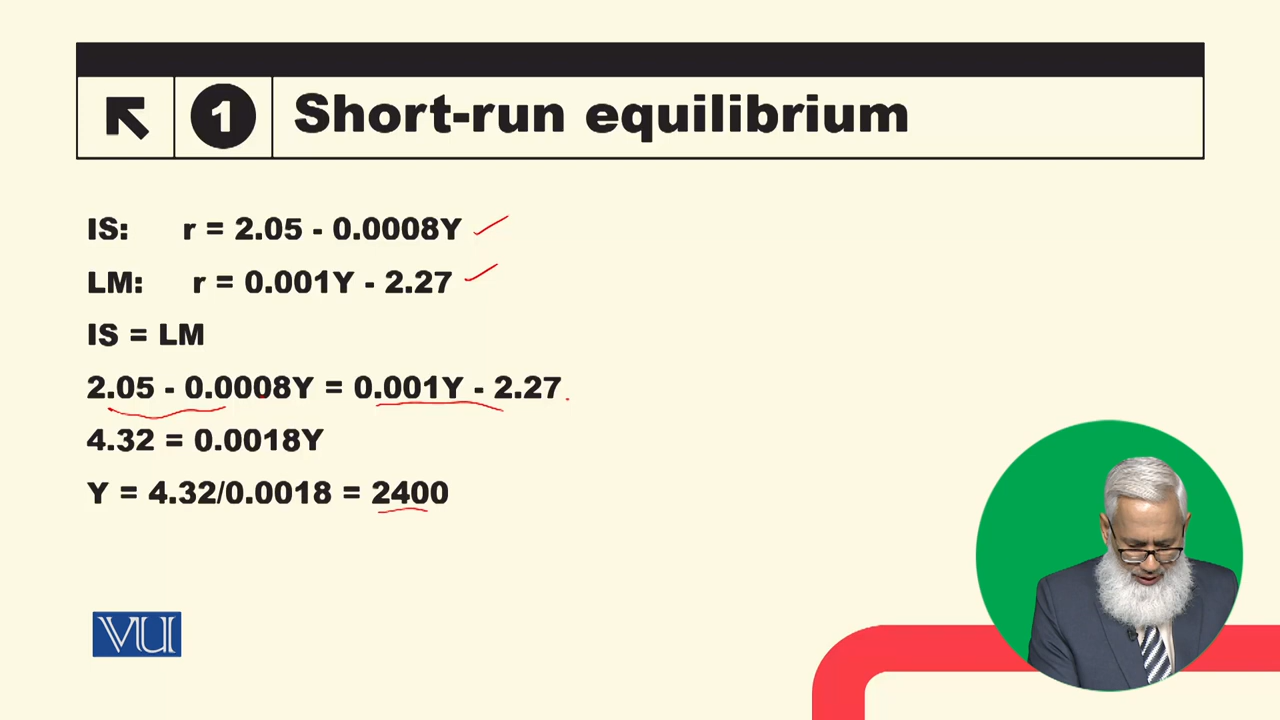 1 Short-run equilibrium
IS: r = 2.05 - 0.0008Y
LM: r = 0.001Y - 2.27
IS = LM
2.05 - 0.0008Y = 0.001Y - 2.27
4.32 = 0.0018Y
Y = 4.32/0.0018 = 2400
VU